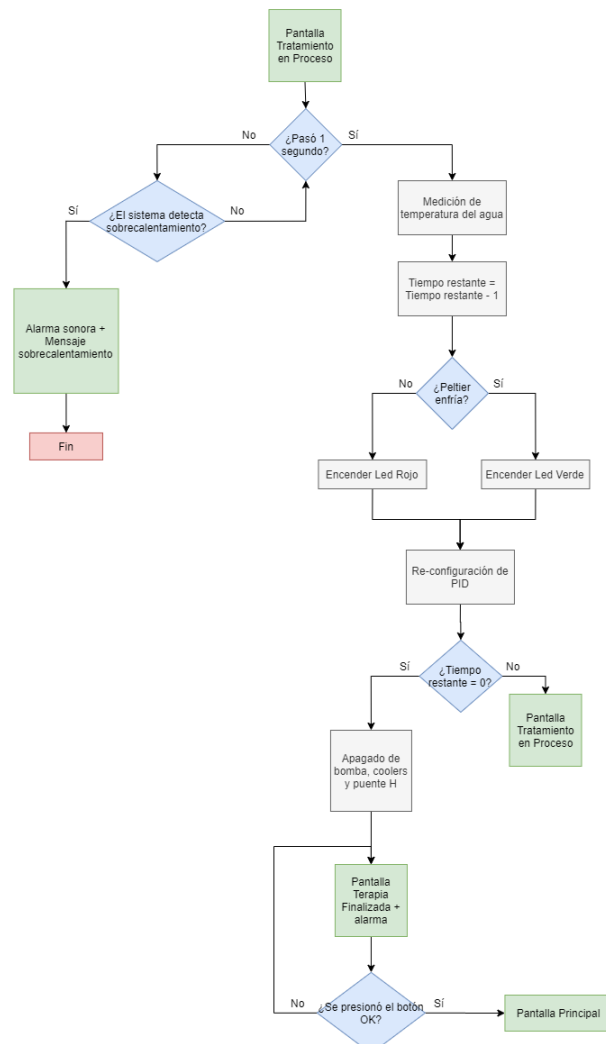 Pantalla
Tratamiento
en Proceso
No
¿Pasó 1
segundo?
Sí
Sí
¿El sistema detecta
sobrecalentamiento?
No
Medición de
temperatura del agua
Tiempo restante =
Tiempo restante - 1
Alarma sonora +
Mensaje
sobrecalentamiento
Fin
No
¿Peltier
enfría?
Sí
Encender Led Rojo
Encender Led Verde
Re-configuración de
PID
Sí
¿Tiempo
restante = 0?
No
Pantalla
Tratamiento
en Proceso
Apagado de
bomba, coolers
y puente H
Pantalla
Terapia
Finalizada +
alarma
No
¿Se presionó el botón
OK?
Sí
Pantalla Principal